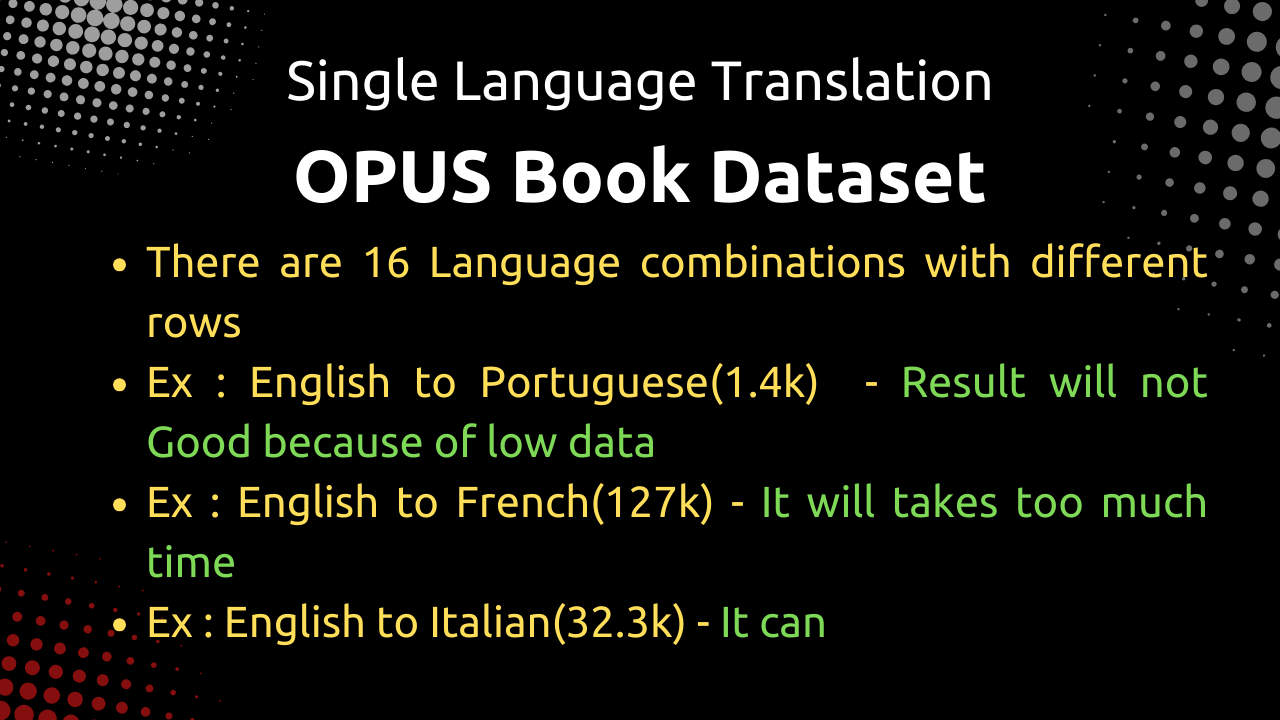 Single Language Translation
OPUS Book Dataset
• There are 16 Language combinations with different
rows
• Ex : English to Portuguese(1.4k) - Result will not
Good because of low data
• Ex : English to French(127k) - It will takes too much
time
• Ex : English to Italian(32.3k) - It can